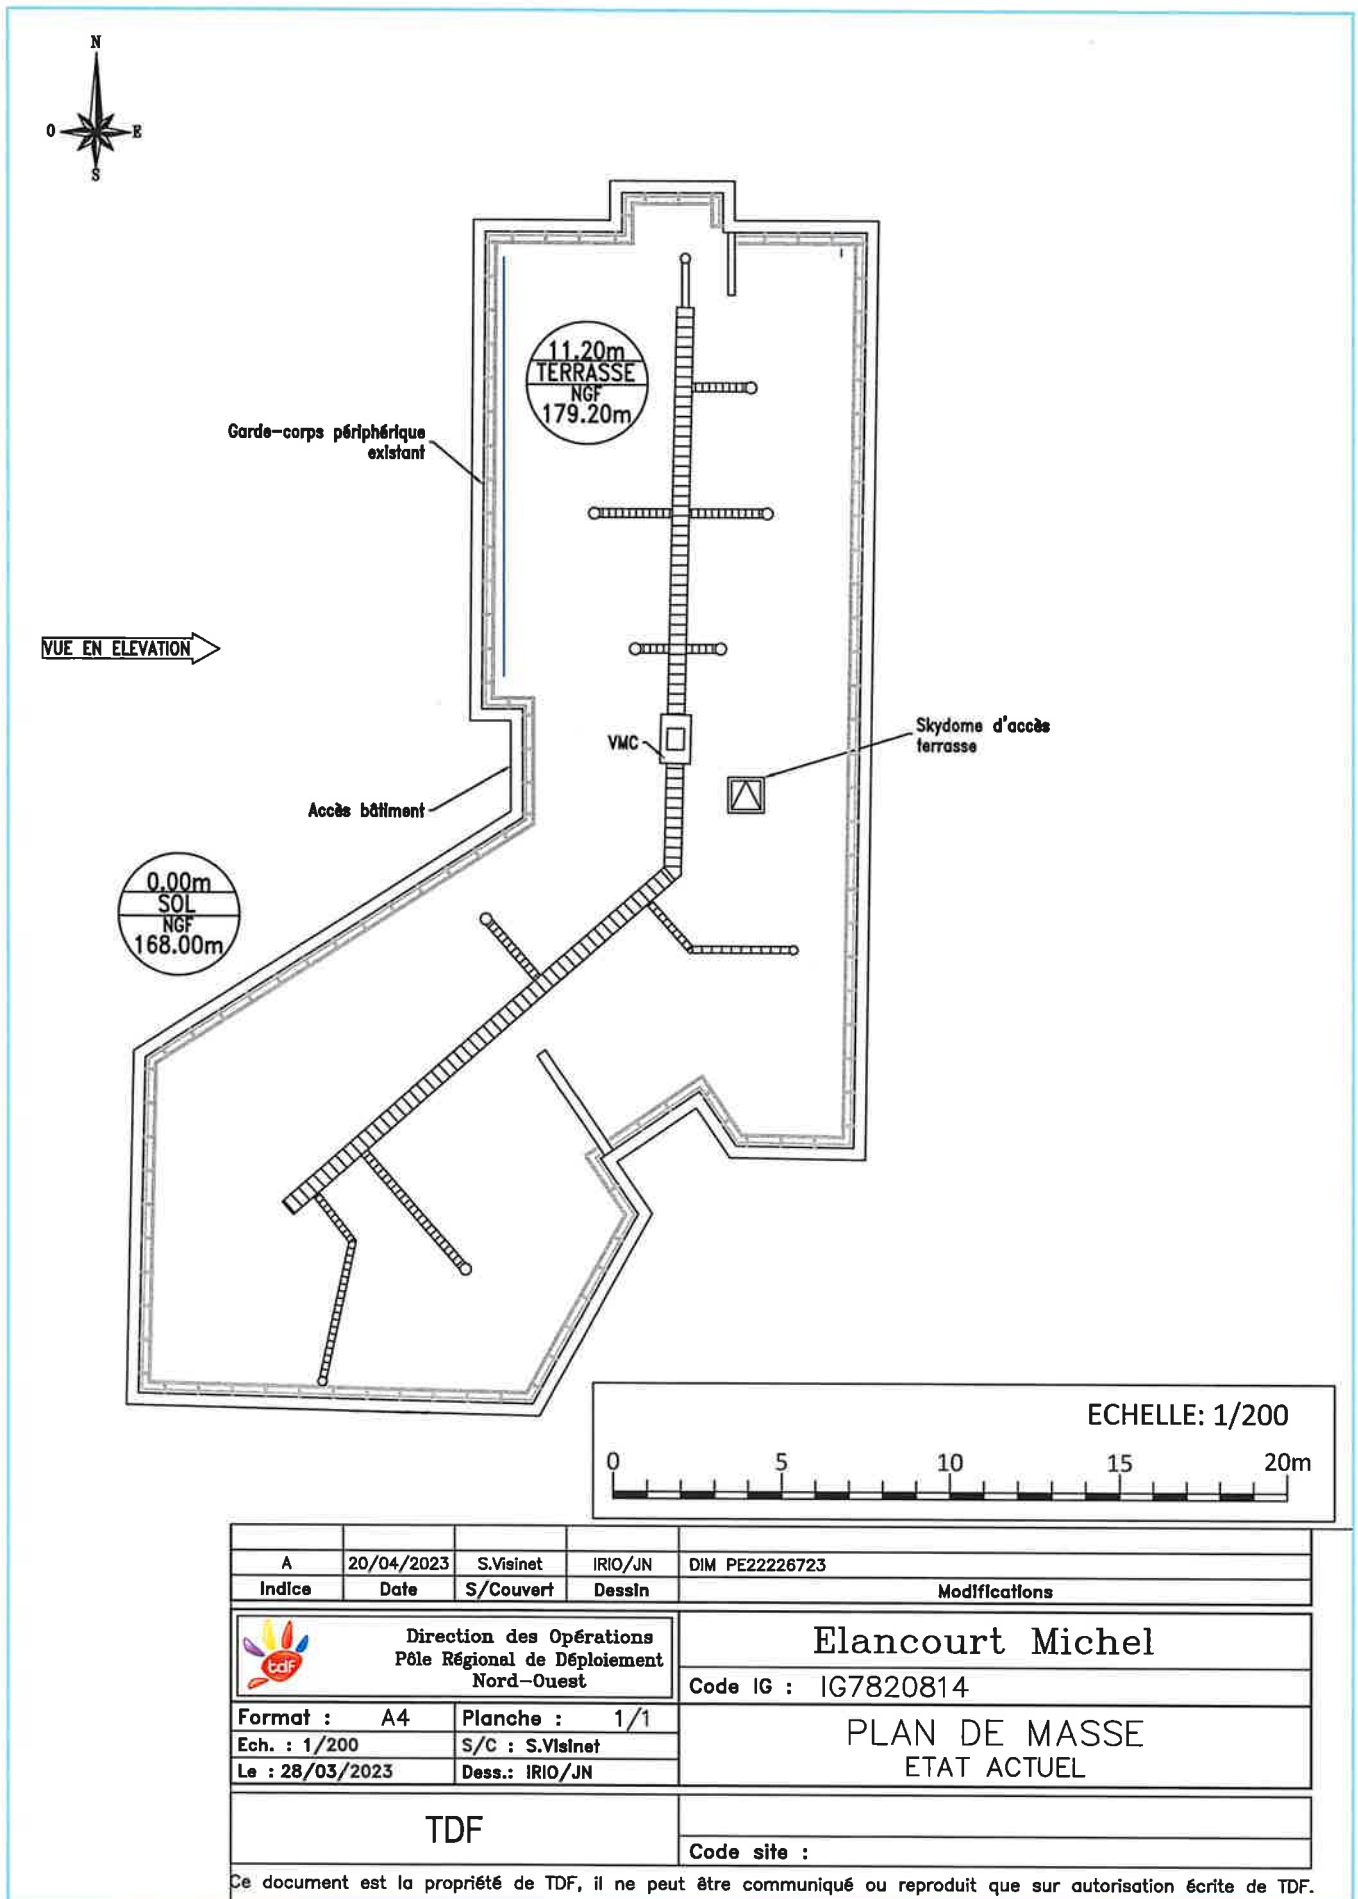 N
O E
S
11.20m
TERRASSE
NGF
179.20m
Garde-corps périphérique
existant
VUE EN ELEVATION
VMC
Skydome d'accès
terrasse
Accès bâtiment
0.00m
SOL
NGF
168.00m
ECHELLE: 1/200
0 5 10 15 20m
A 20/04/2023 S.Visinet IRIO/JN DIM PE22226723
Indice Date S/Couvert Dessin Modifications
tdf
Direction des Opérations
Pôle Régional de Déploiement
Nord-Ouest
Elancourt Michel
Code IG : IG7820814
Format : A4 Planche : 1/1
Ech. : 1/200 S/C : S.Visinet
Le : 28/03/2023 Dess.: IRIO/JN
PLAN DE MASSE
ETAT ACTUEL
TDF
Code site :
Ce document est la propriété de TDF, il ne peut être communiqué ou reproduit que sur autorisation écrite de TDF.